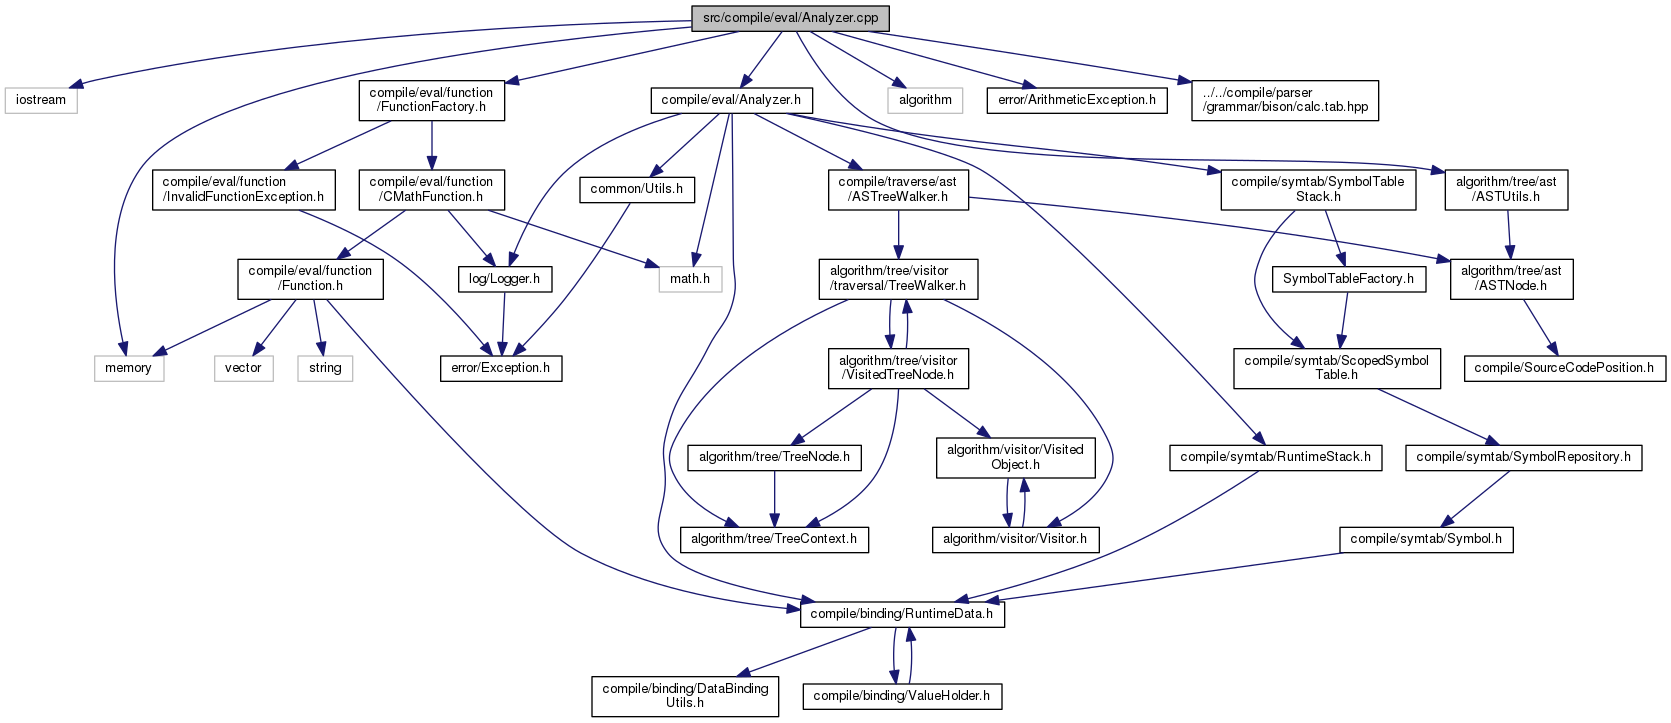 src/compile/eval/Analyzer.cpp
iostream
compile/eval/function
/FunctionFactory.h
compile/eval/Analyzer.h
algorithm
error/ArithmeticException.h
../../compile/parser
/grammar/bison/calc.tab.hpp
compile/eval/function
/InvalidFunctionException.h
compile/eval/function
/CMathFunction.h
common/Utils.h
compile/traverse/ast
/ASTreeWalker.h
compile/symtab/SymbolTable
Stack.h
algorithm/tree/ast
/ASTUtils.h
compile/eval/function
/Function.h
log/Logger.h
math.h
algorithm/tree/visitor
/traversal/TreeWalker.h
SymbolTableFactory.h
algorithm/tree/ast
/ASTNode.h
memory
vector
string
error/Exception.h
algorithm/tree/visitor
/VisitedTreeNode.h
compile/symtab/ScopedSymbol
Table.h
compile/SourceCodePosition.h
algorithm/tree/TreeNode.h
algorithm/visitor/Visited
Object.h
compile/symtab/RuntimeStack.h
compile/symtab/SymbolRepository.h
algorithm/tree/TreeContext.h
algorithm/visitor/Visitor.h
compile/symtab/Symbol.h
compile/binding/RuntimeData.h
compile/binding/DataBinding
Utils.h
compile/binding/ValueHolder.h